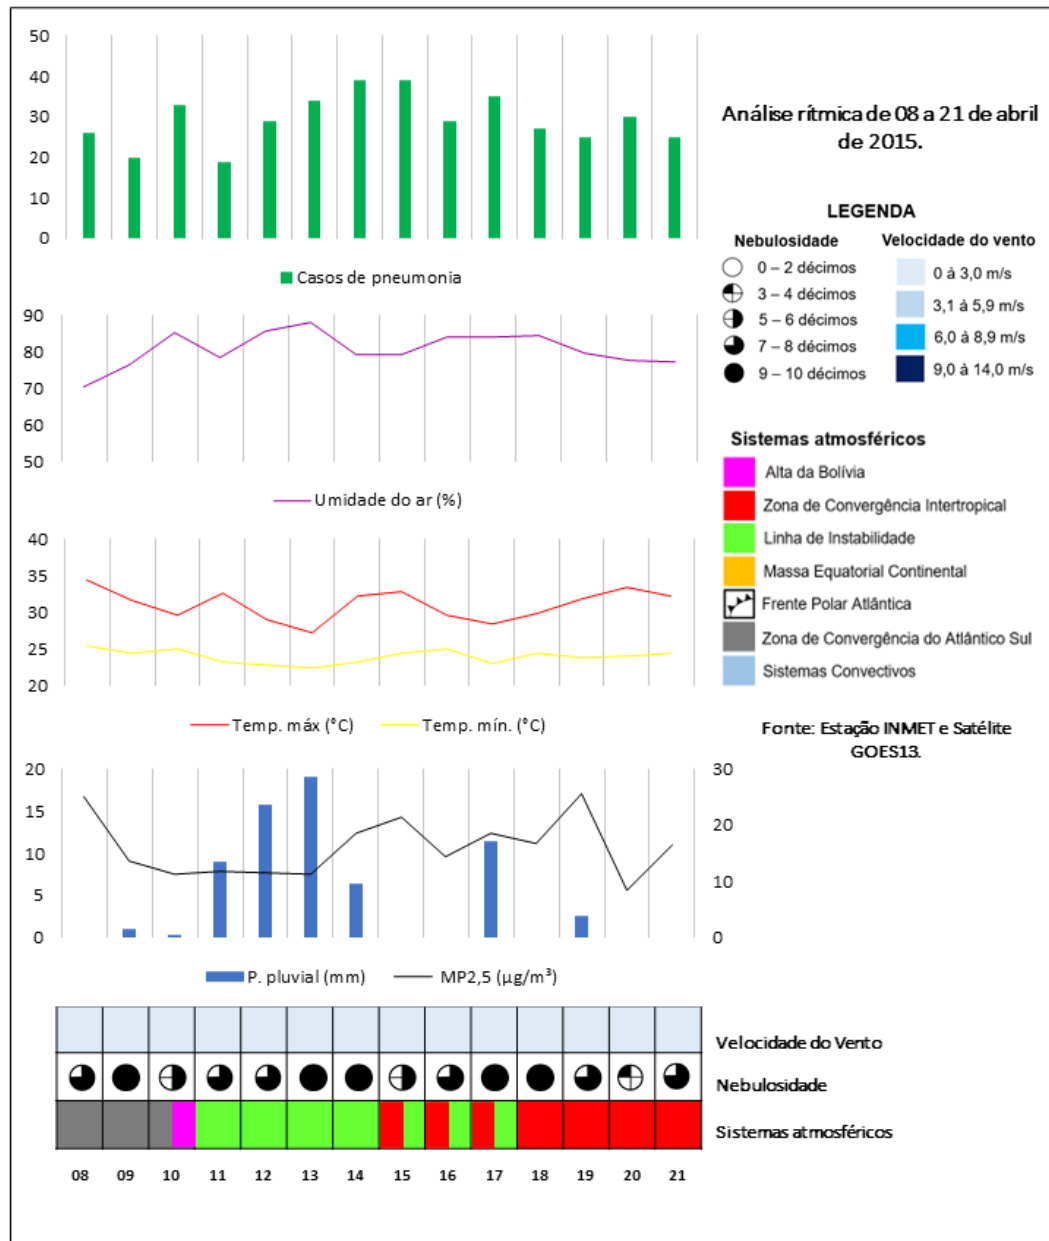 50
40
30
20
10
0
Casos de pneumonia
90
80
70
60
50
Umidade do ar (%)
40
35
30
25
20
Temp. máx (°C) Temp. mín. (°C)
20
15
10
5
0
30
20
10
0
P. pluvial (mm) MP2,5 (µg/m³)
Análise rítmica de 08 a 21 de abril
de 2015.
LEGENDA
Nebulosidade
0 – 2 décimos
3 – 4 décimos
5 – 6 décimos
7 – 8 décimos
9 – 10 décimos
Velocidade do vento
0 à 3,0 m/s
3,1 à 5,9 m/s
6,0 à 8,9 m/s
9,0 à 14,0 m/s
Sistemas atmosféricos
Alta da Bolívia
Zona de Convergência Intertropical
Linha de Instabilidade
Massa Equatorial Continental
Frente Polar Atlântica
Zona de Convergência do Atlântico Sul
Sistemas Convectivos
Fonte: Estação INMET e Satélite
GOES13.
Velocidade do Vento
Nebulosidade
Sistemas atmosféricos
08 09 10 11 12 13 14 15 16 17 18 19 20 21